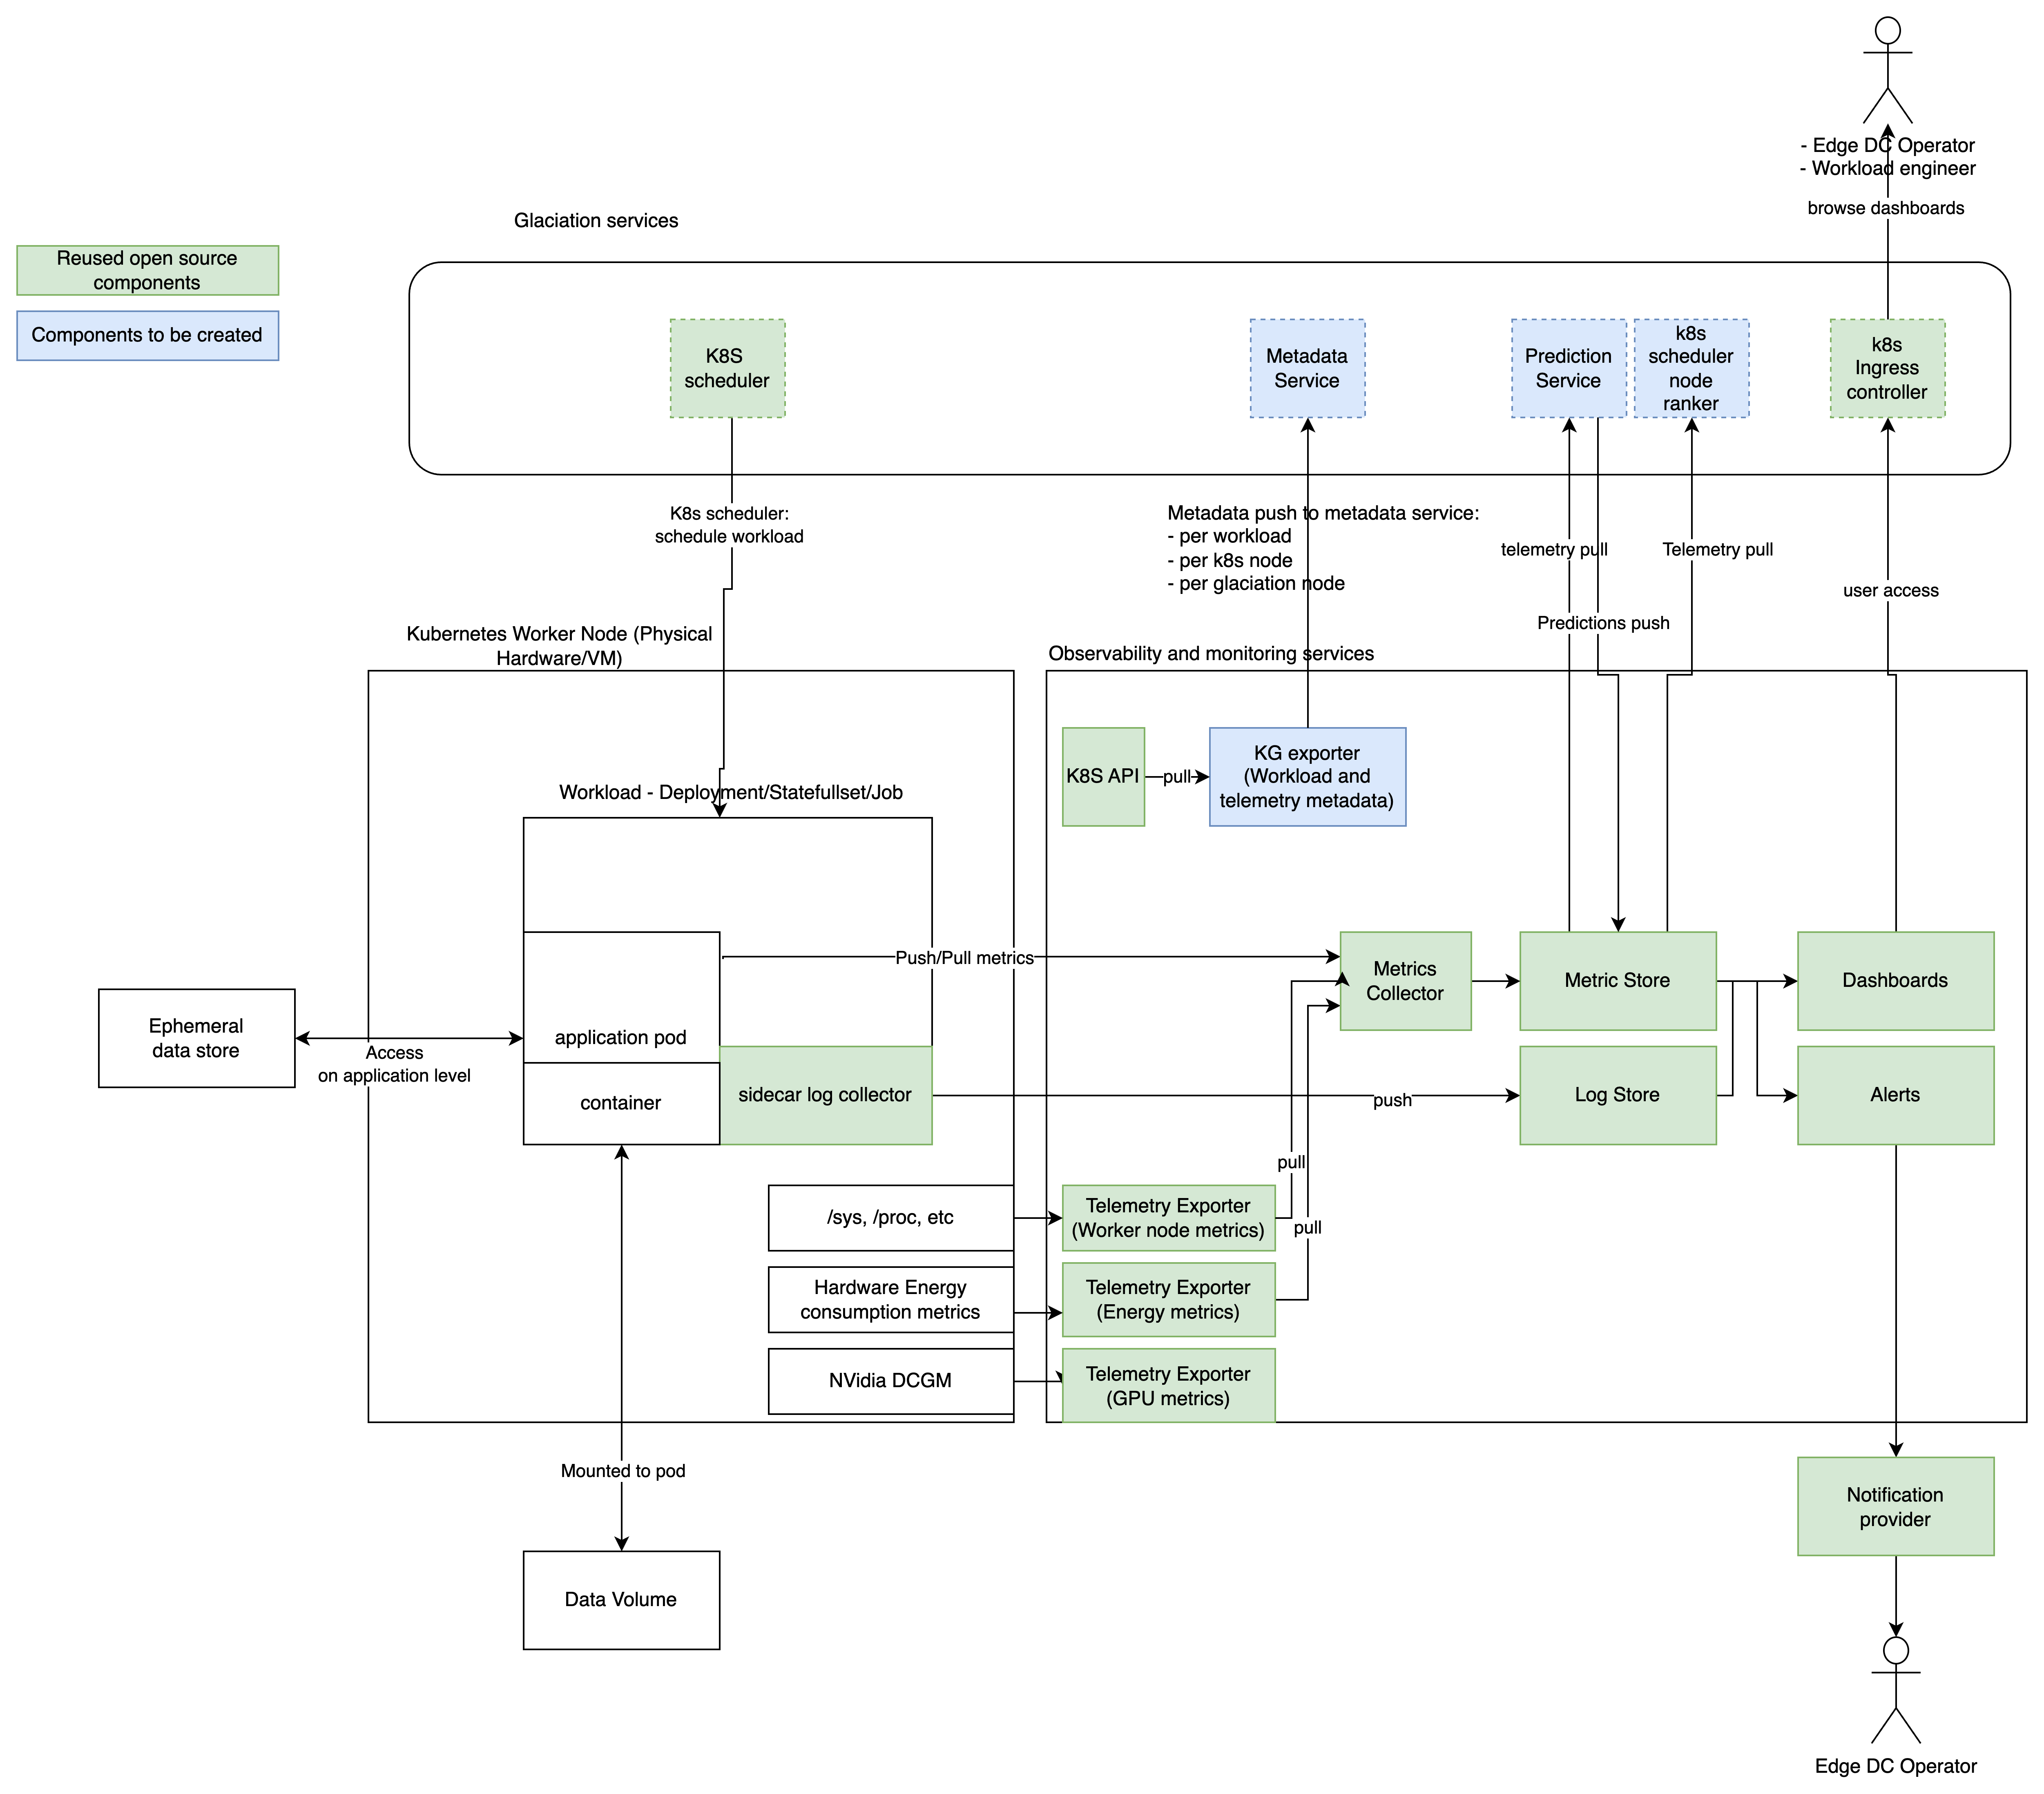 - Edge DC Operator
- Workload engineer
browse dashboards
Glaciation services
Reused open source
components
Components to be created
K8S
scheduler
Metadata
Service
Prediction
Service
k8s
scheduler
node
ranker
k8s
Ingress
controller
K8s scheduler:
schedule workload
Metadata push to metadata service:
- per workload
- per k8s node
- per glaciation node
telemetry pull
Telemetry pull
Predictions push
user access
Kubernetes Worker Node (Physical
Hardware/VM)
Observability and monitoring services
K8S API
pull
KG exporter
(Workload and
telemetry metadata)
Workload - Deployment/Statefullset/Job
Push/Pull metrics
Metrics
Collector
Metric Store
Dashboards
Ephemeral
data store
Access
on application level
application pod
container
sidecar log collector
push
Log Store
Alerts
pull
pull
/sys, /proc, etc
Telemetry Exporter
(Worker node metrics)
Hardware Energy
consumption metrics
Telemetry Exporter
(Energy metrics)
NVidia DCGM
Telemetry Exporter
(GPU metrics)
Mounted to pod
Data Volume
Notification
provider
Edge DC Operator